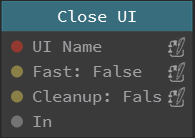 Close UI
UI Name
Fast: False
Cleanup: Fals
In